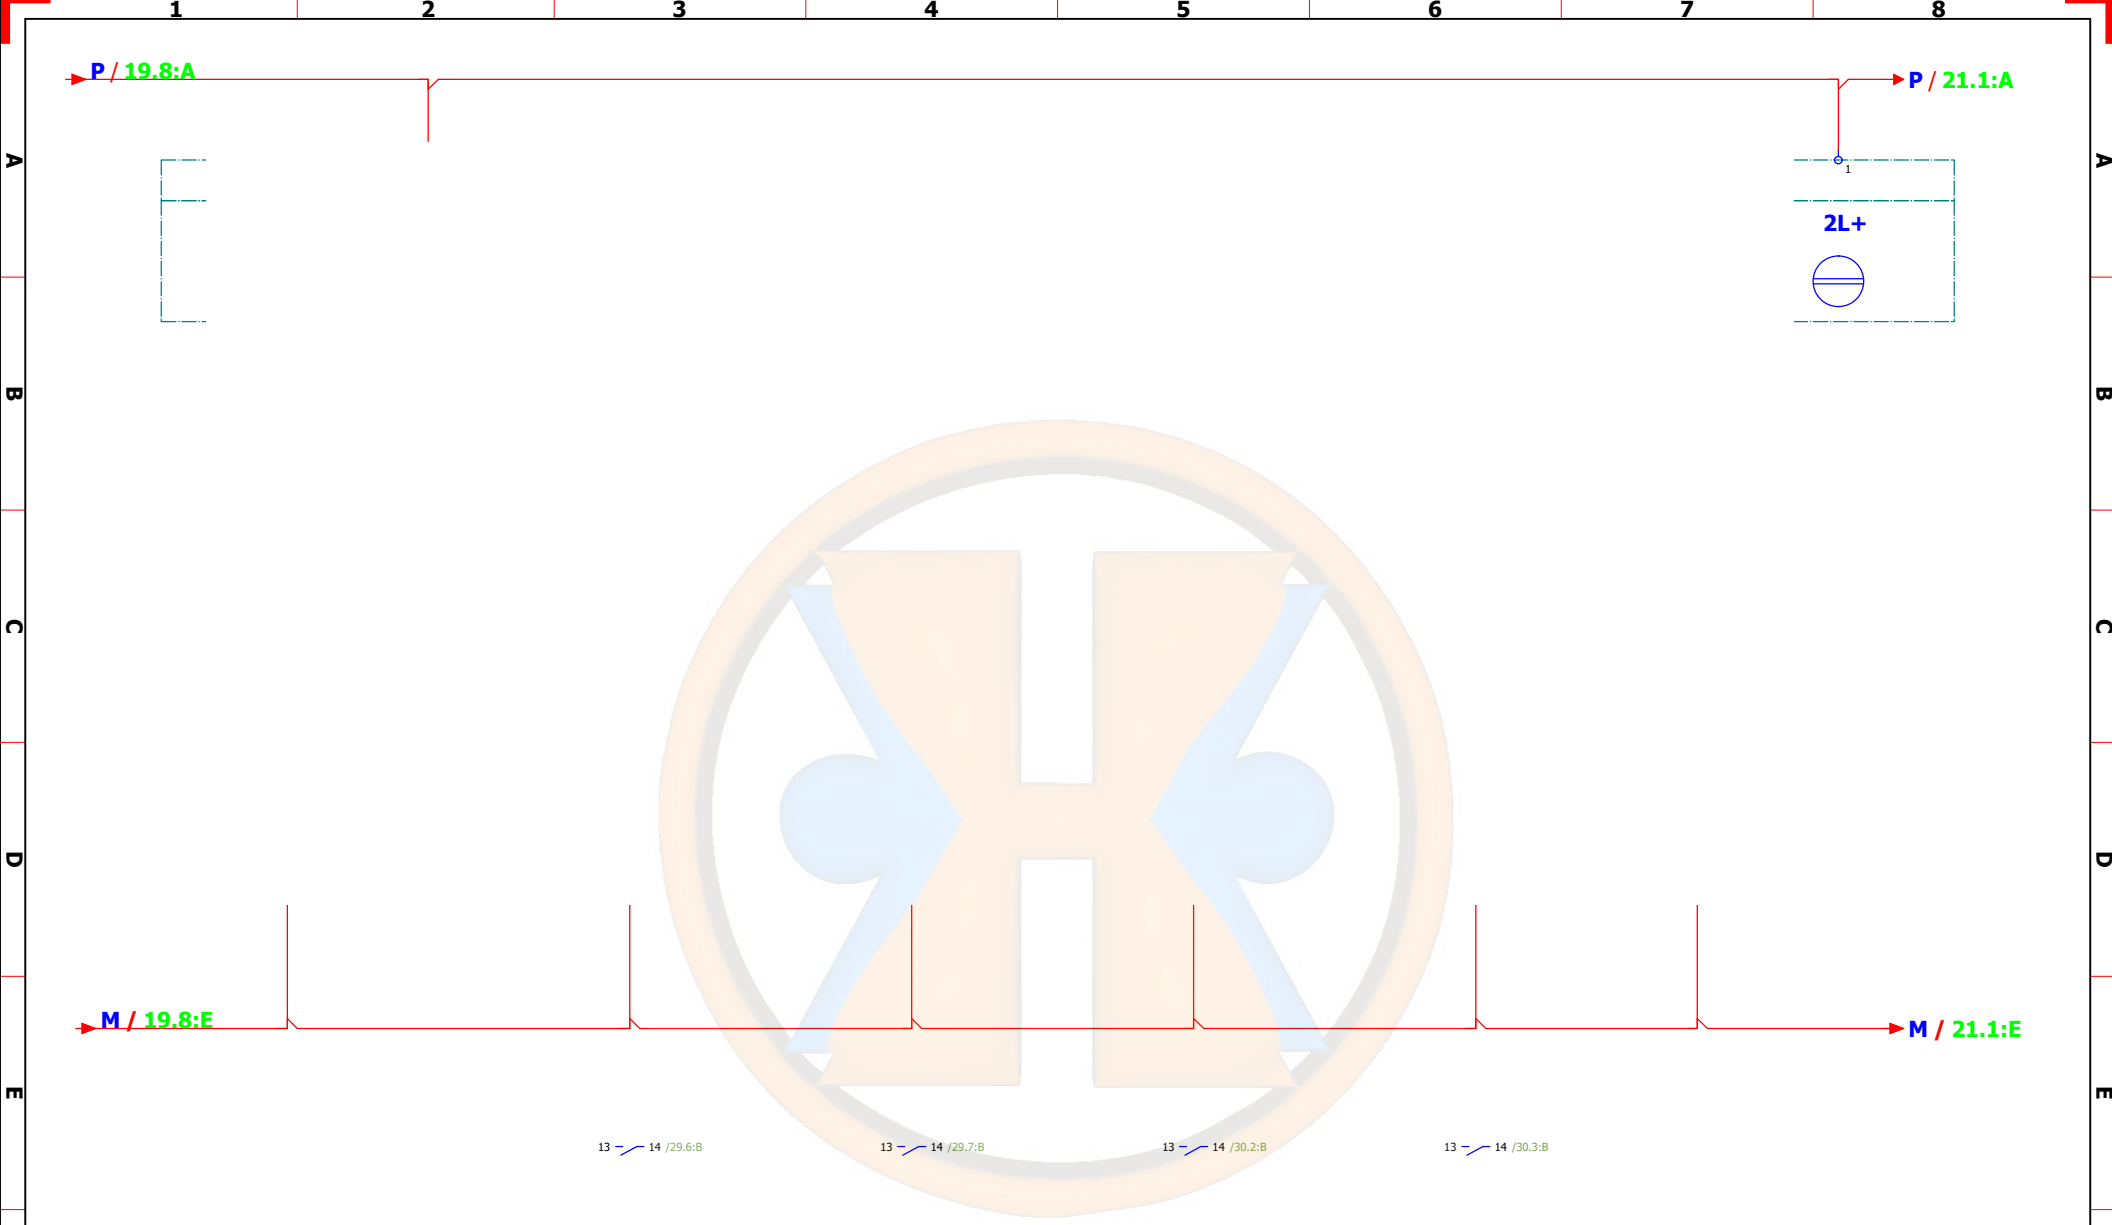 1 2 3 4 5 6 7 8
P / 19.8:A
P / 21.1:A
A A
1
2L+
B B
C C
D D
M / 19.8:E
M / 21.1:E
E E
13 14 /29.6:B 13 14 /29.7:B 13 14 /30.2:B 13 14 /30.3:B